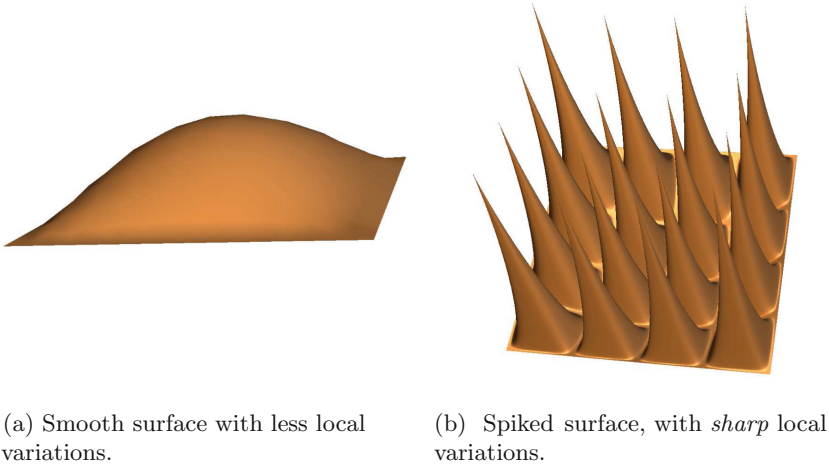 (a) Smooth surface with less local
variations.
(b) Spiked surface, with sharp local
variations.